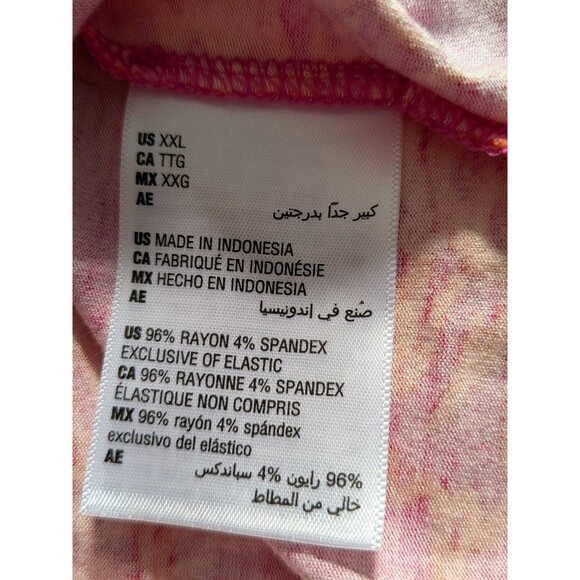 US XXL
CA TTG
MX XXG
AE
كبير جدًا بدرجتين
US MADE IN INDONESIA
CA FABRIQUÉ EN INDONÉSIE
MX HECHO EN INDONESIA
AE
صُنع في إندونيسيا
US 96% RAYON 4% SPANDEX
EXCLUSIVE OF ELASTIC
CA 96% RAYONNE 4% SPANDEX
ÉLASTIQUE NON COMPRIS
MX 96% rayón 4% spándex
exclusivo del elástico
AE
96% رايون 4% سباندكس
خالي من المطاط